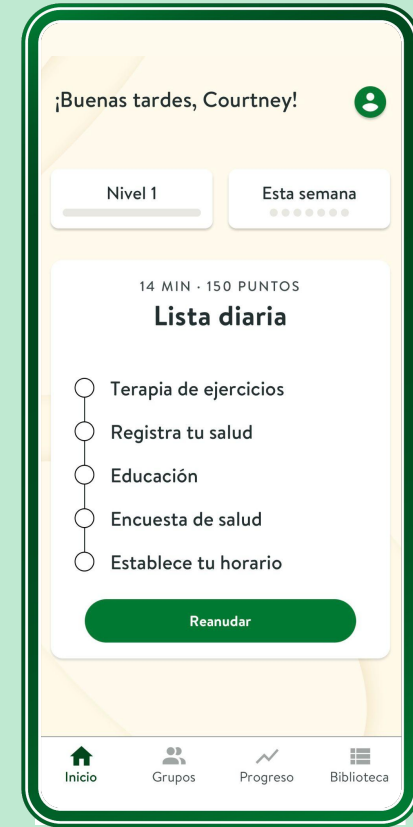 ¡Buenas tardes, Courtney!
Nivel 1
Esta semana
14 MIN · 150 PUNTOS
Lista diaria
Terapia de ejercicios
Registra tu salud
Educación
Encuesta de salud
Establece tu horario
Reanudar
Inicio
Grupos
Progreso
Biblioteca